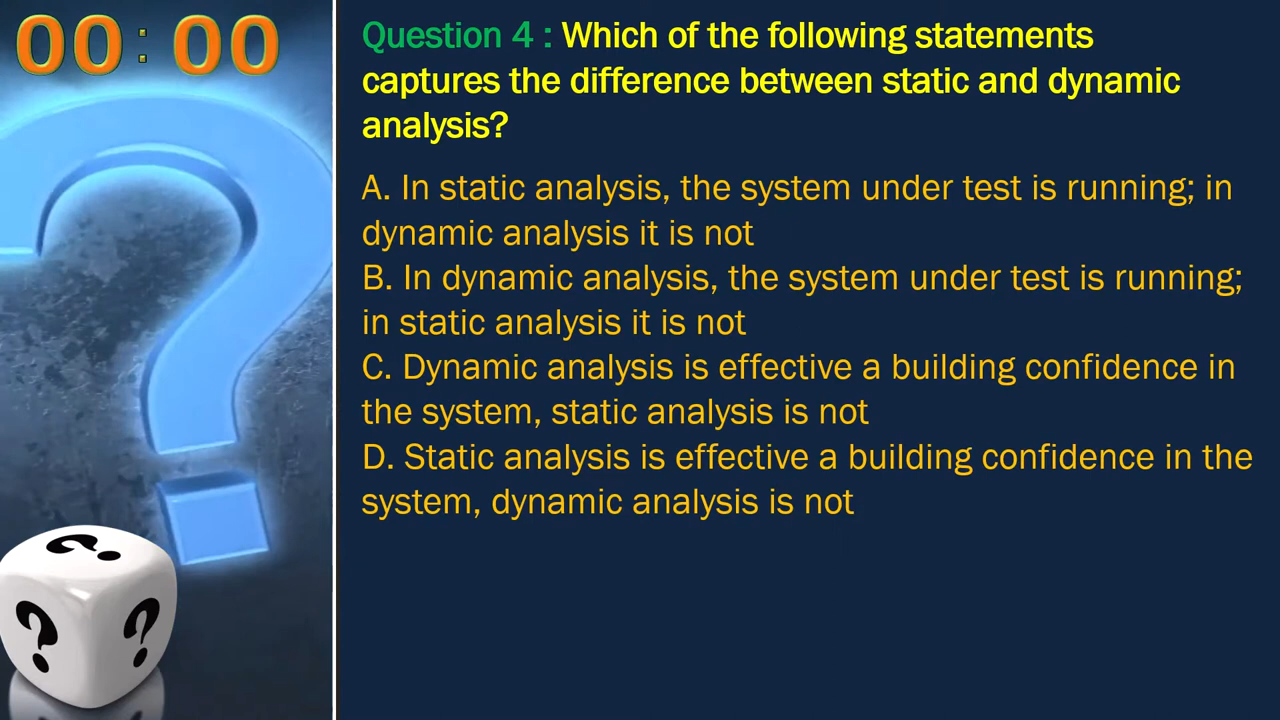 00:00
Question 4 : Which of the following statements
captures the difference between static and dynamic
analysis?
A. In static analysis, the system under test is running; in
dynamic analysis it is not
B. In dynamic analysis, the system under test is running;
in static analysis it is not
C. Dynamic analysis is effective a building confidence in
the system, static analysis is not
D. Static analysis is effective a building confidence in the
system, dynamic analysis is not